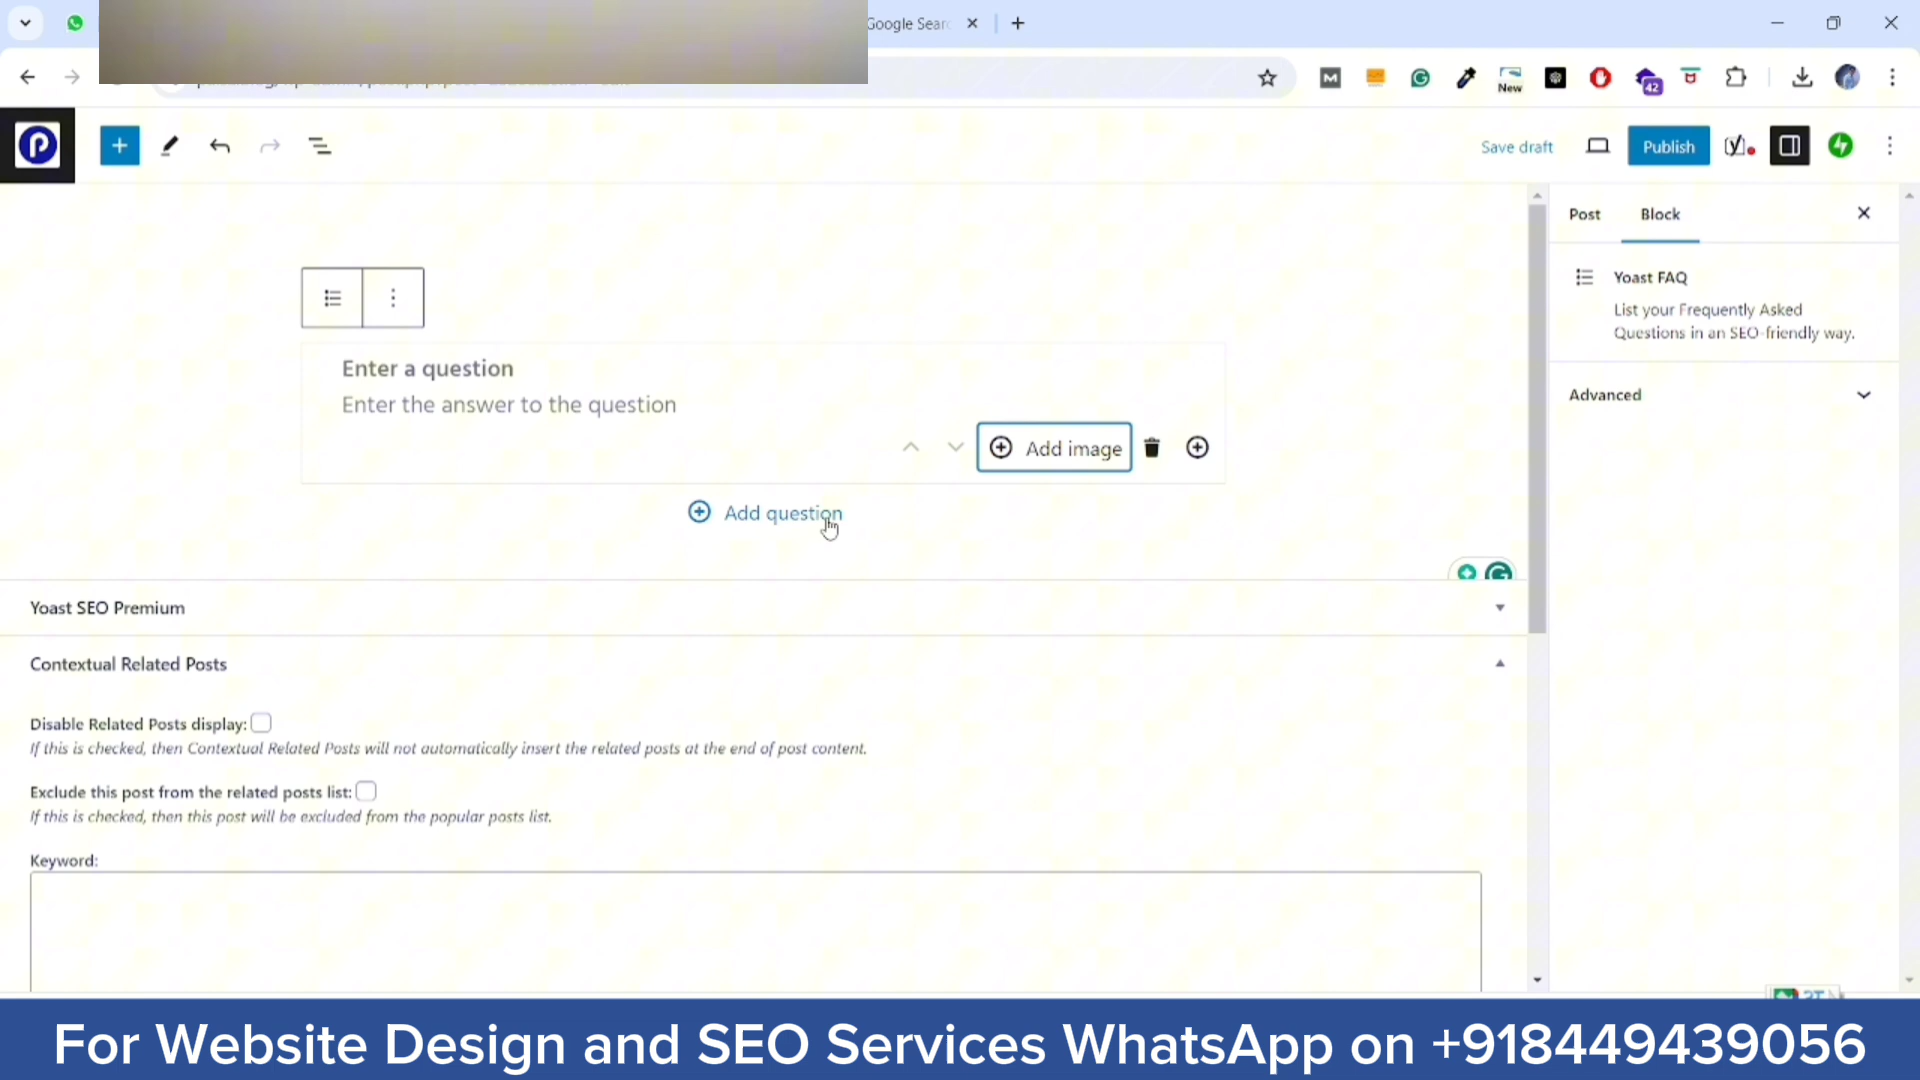 Google Sear
New
42
Save draft
Publish
Post
Block
Yoast FAQ
List your Frequently Asked
Questions in an SEO-friendly way.
Advanced
Enter a question
Enter the answer to the question
Add image
Add question
Yoast SEO Premium
Contextual Related Posts
Disable Related Posts display:
If this is checked, then Contextual Related Posts will not automatically insert the related posts at the end of post content.
Exclude this post from the related posts list:
If this is checked, then this post will be excluded from the popular posts list.
Keyword:
For Website Design and SEO Services WhatsApp on +918449439056